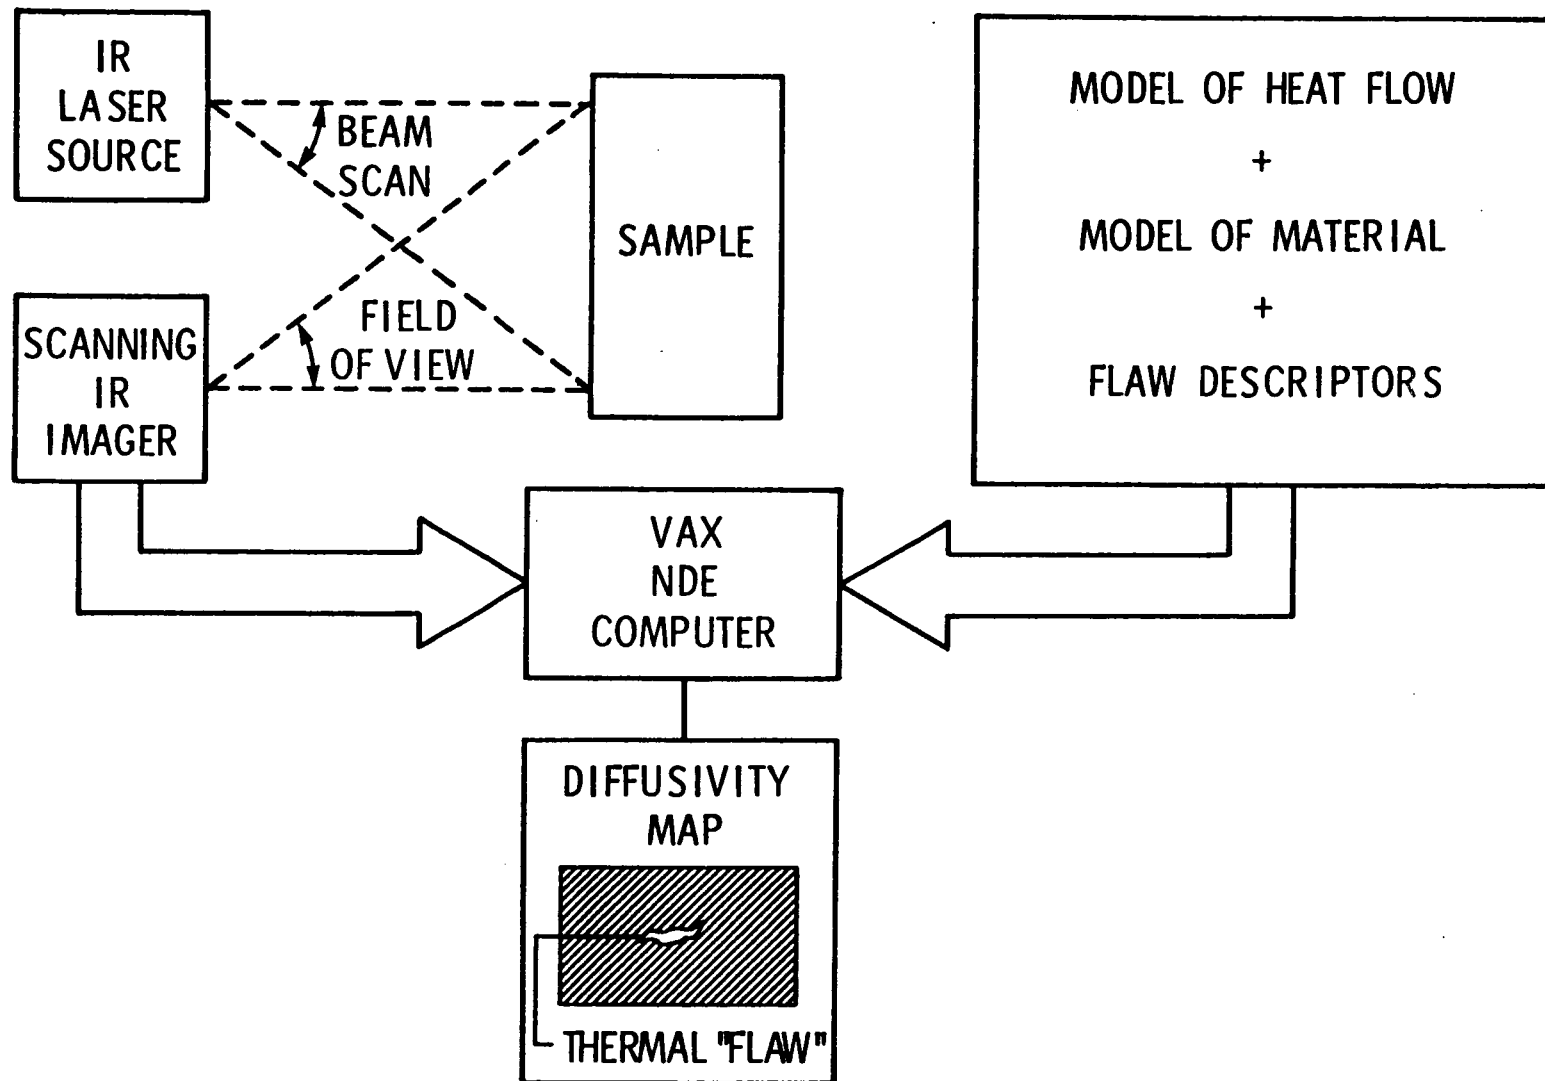 IR
LASER
SOURCE
BEAM
SCAN
SAMPLE
SCANNING
IR
IMAGER
FIELD
OF VIEW
MODEL OF HEAT FLOW
+
MODEL OF MATERIAL
+
FLAW DESCRIPTORS
VAX
NDE
COMPUTER
DIFFUSIVITY
MAP
THERMAL "FLAW"